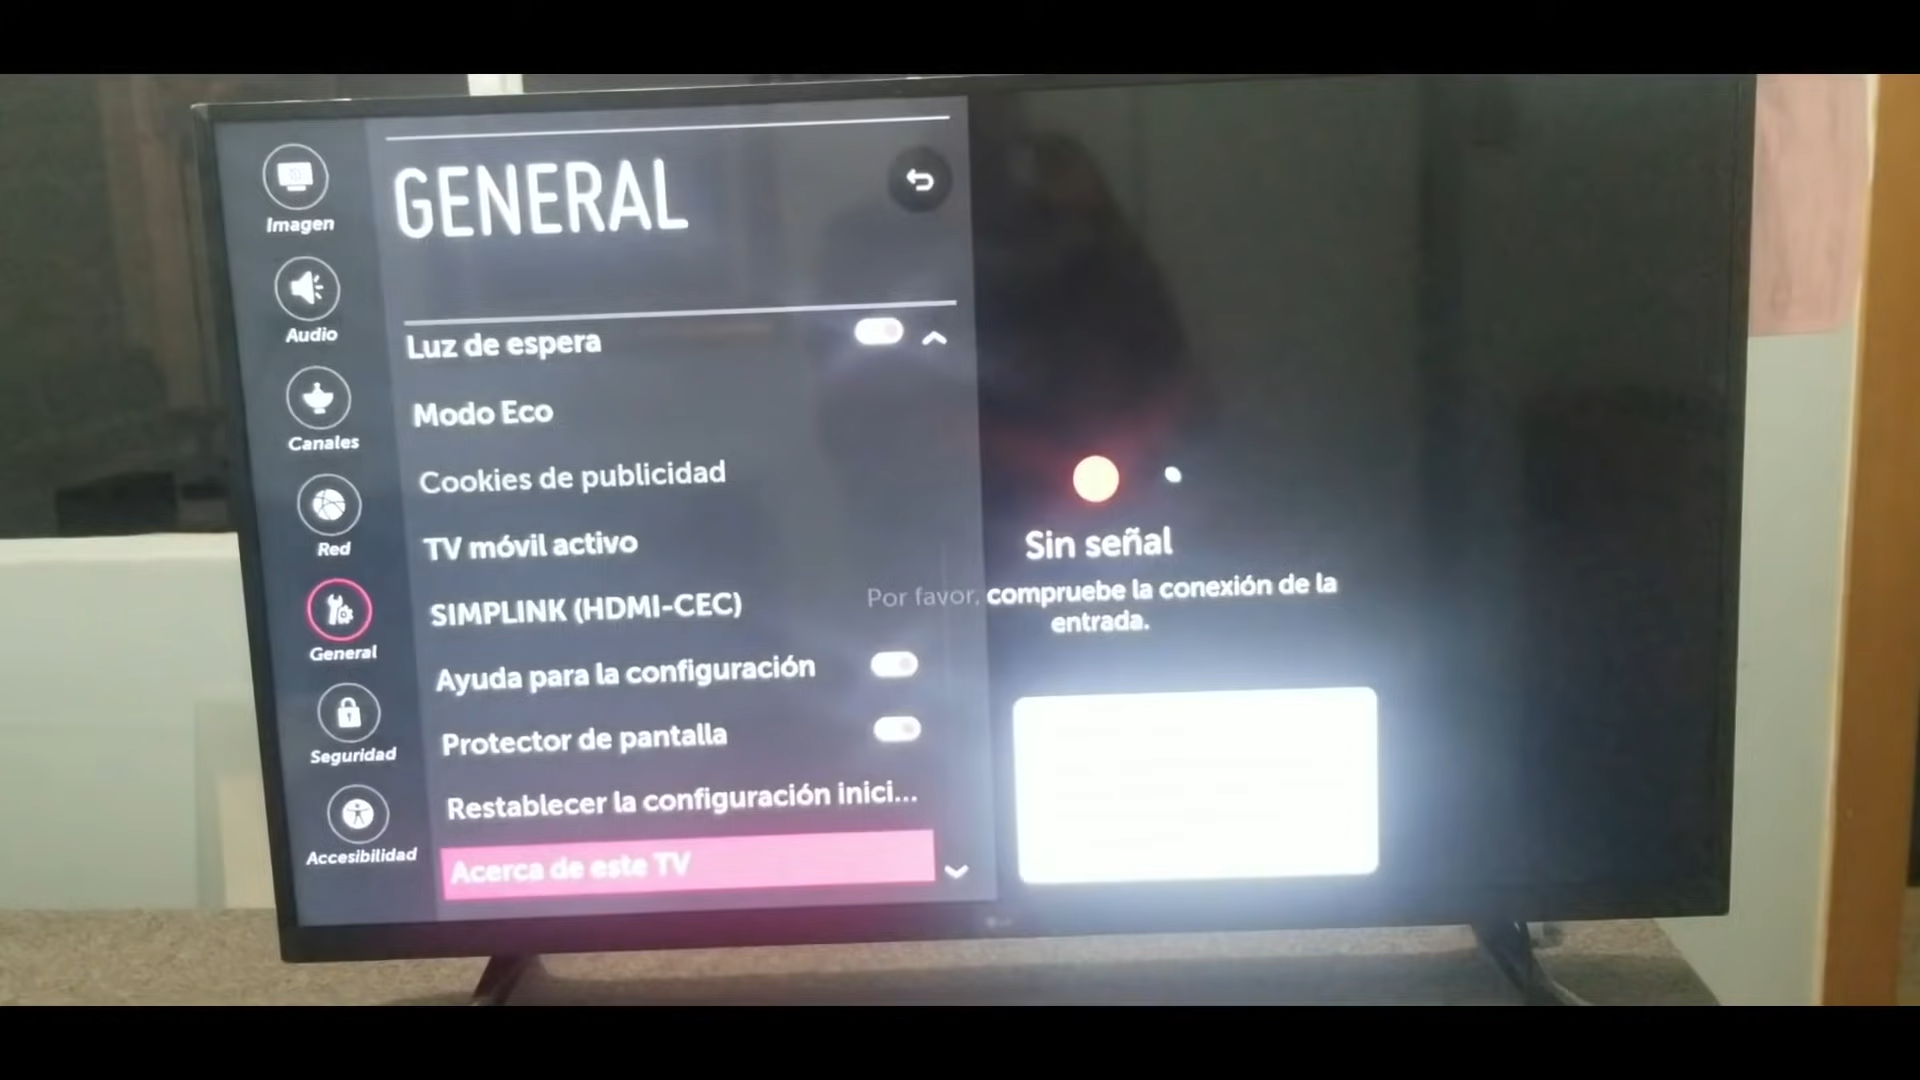 GENERAL
Imagen
Audio
Canales
Red
General
Seguridad
Accesibilidad
Luz de espera
Modo Eco
Cookies de publicidad
TV móvil activo
SIMPLINK (HDMI-CEC)
Ayuda para la configuración
Protector de pantalla
Restablecer la configuración inici...
Acerca de este TV
Sin señal
Por favor, compruebe la conexión de la
entrada.